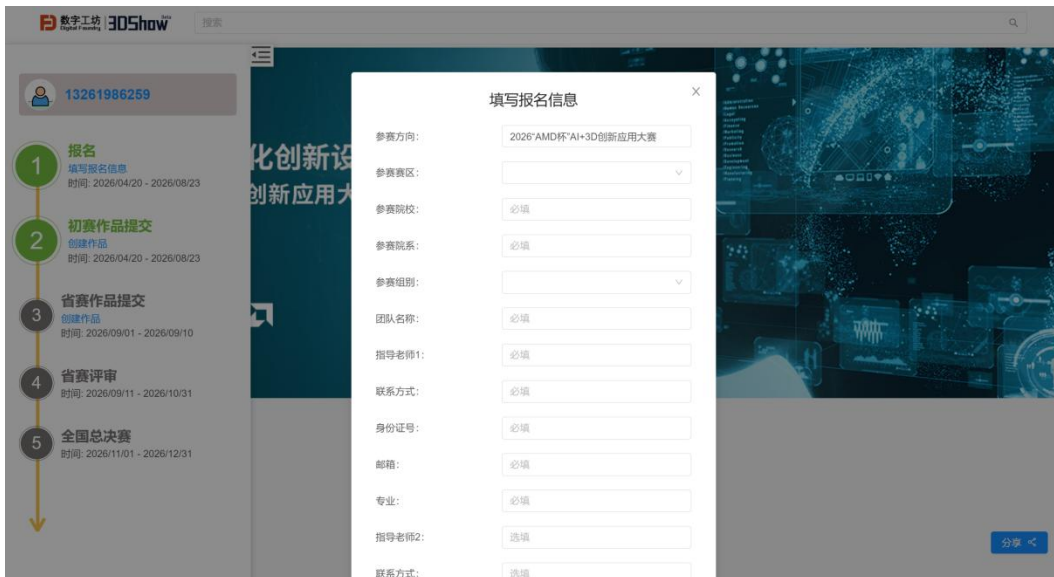 数字工坊
Digital Foundry
3DShow
Beta
搜索
13261986259
1
报名
填写报名信息
时间: 2026/04/20 - 2026/08/23
2
初赛作品提交
创建作品
时间: 2026/04/20 - 2026/08/23
3
省赛作品提交
创建作品
时间: 2026/09/01 - 2026/09/10
4
省赛评审
时间: 2026/09/11 - 2026/10/31
5
全国总决赛
时间: 2026/11/01 - 2026/12/31
化创新设
创新应用大
填写报名信息
X
参赛方向: 2026"AMD杯"AI+3D创新应用大赛
参赛赛区:
参赛院校: 必填
参赛院系: 必填
参赛组别:
团队名称: 必填
指导老师1: 必填
联系方式: 必填
身份证号: 必填
邮箱: 必填
专业: 必填
指导老师2: 选填
联系方式: 选填
分享